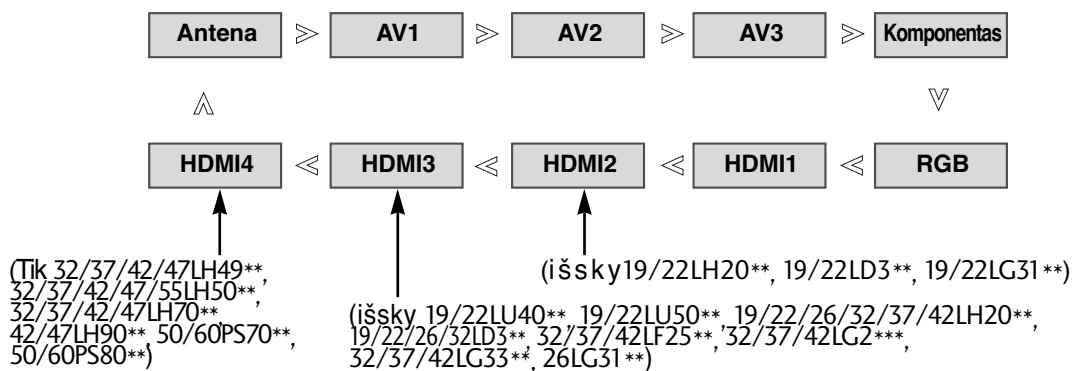 Antena AV1 AV2 AV3 Komponentas
HDMI4 HDMI3 HDMI2 HDMI1 RGB
(Tik 32/37/42/47LH49**,
32/37/42/47/55LH50**,
32/37/42/47LH70**,
42/47LH90**, 50/60PS70**,
50/60PS80**)
(išsky19/22LH20**, 19/22LD3**, 19/22LG31**)
(išsky 19/22LU40**, 19/22LU50**, 19/22/26/32/37/42LH20**,
19/22/26/32LD3**, 32/37/42LF25**, 32/37/42LG2***,
32/37/42LG33**, 26LG31**)